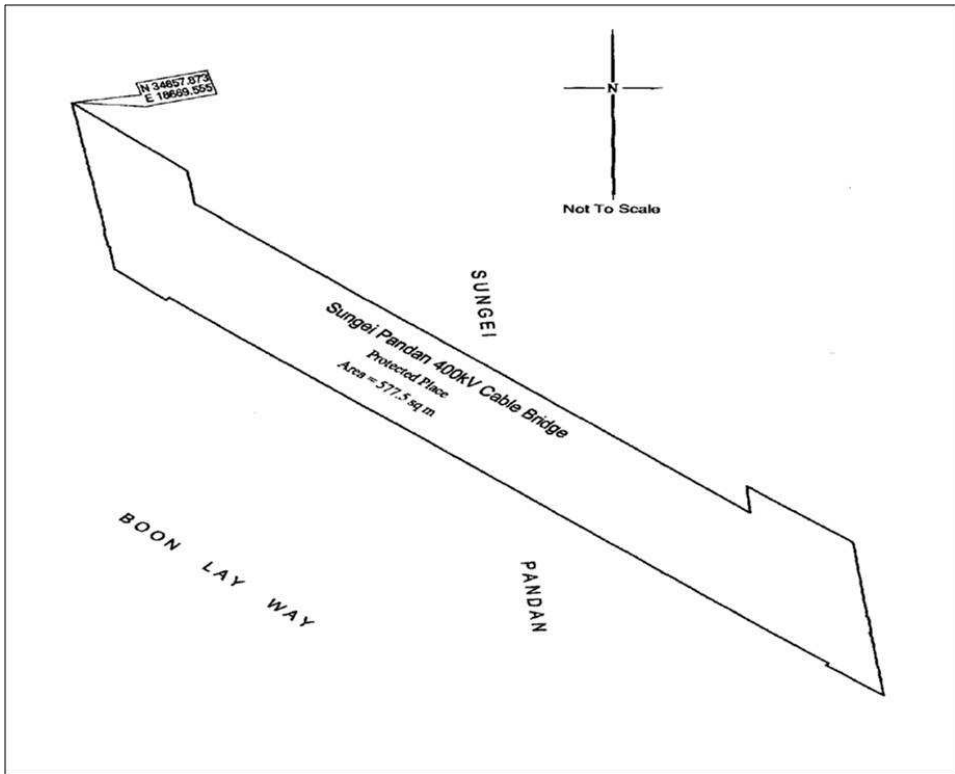 N 34657.873
E 18669.555
N
Not To Scale
SUNGEI
Sungei Pandan 400kV Cable Bridge
Protected Place
Area = 577.5 sq m
BOON LAY WAY
PANDAN